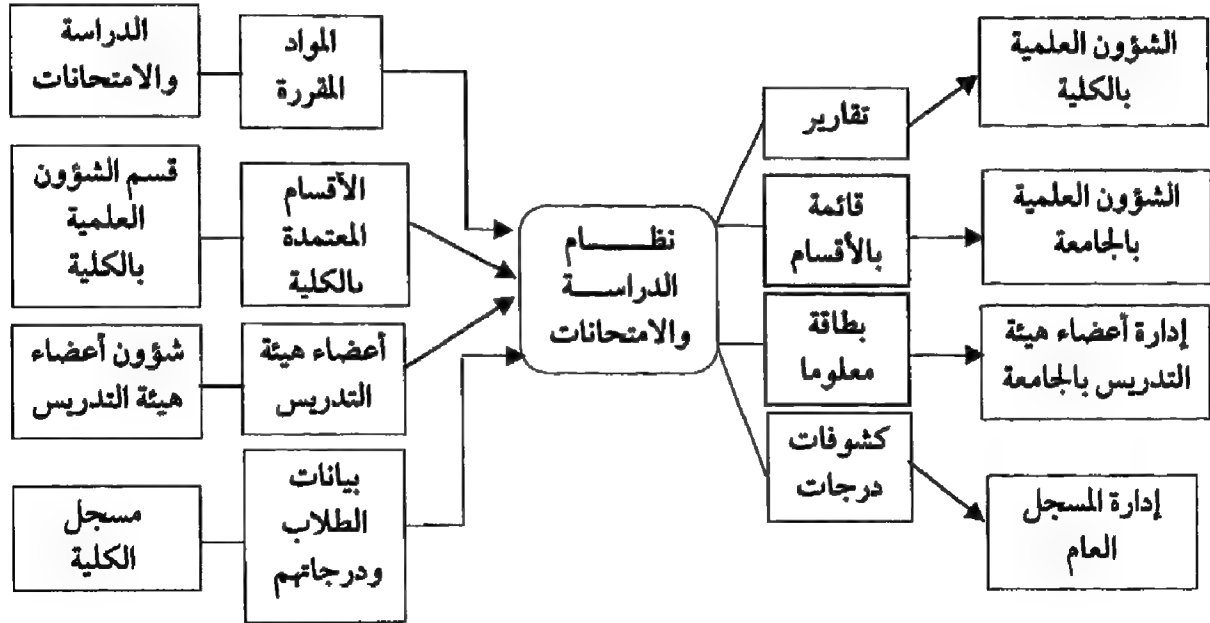 الدراسة
والامتحانات
المواد
المقررة
قسم الشؤون
العلمية
بالكلية
الأقسام
المعتمدة
بالكلية
شؤون أعضاء
هيئة التدريس
أعضاء هيئة
التدريس
مسجل
الكلية
بيانات
الطلاب
ودرجاتهم
نظـــــــام
الدراســـــة
والامتحانات
تقارير
قائمة
بالأقسام
بطاقة
معلوما
كشوفات
درجات
الشؤون العلمية
بالكلية
الشؤون العلمية
بالجامعة
إدارة أعضاء هيئة
التدريس بالجامعة
إدارة المسجل
العام